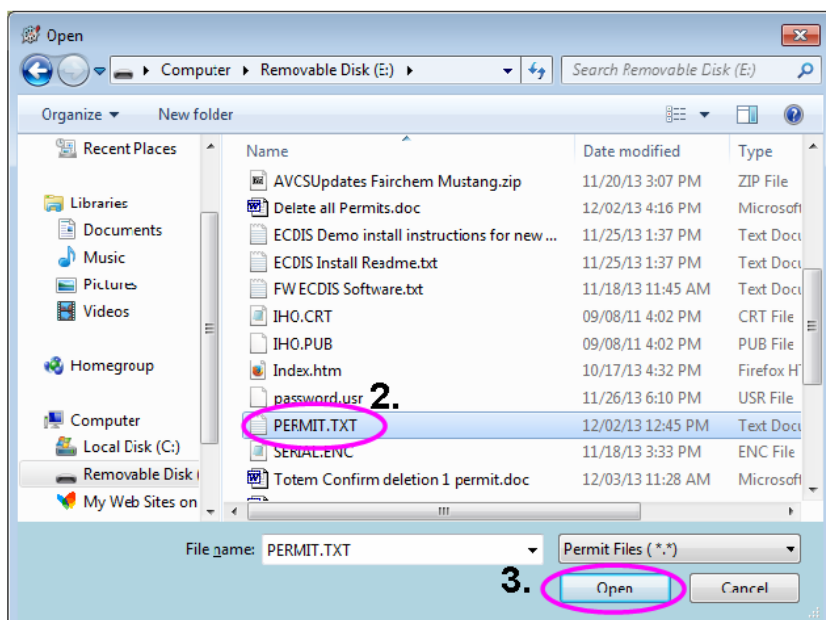 Open
Computer Removable Disk (E:) Search Removable Disk (E:)
Organize New folder
Recent Places
Libraries
Documents
Music
Pictures
Videos
Homegroup
Computer
Local Disk (C:)
Removable Disk (
My Web Sites on
Name Date modified Type
AVCSUpdates Fairchem Mustang.zip 11/20/13 3:07 PM ZIP File
Delete all Permits.doc 12/02/13 4:16 PM Microsoft
ECDIS Demo install instructions for new ... 11/25/13 1:37 PM Text Docu
ECDIS Install Readme.txt 11/25/13 1:37 PM Text Docu
FW ECDIS Software.txt 11/18/13 11:45 AM Text Docu
IHO.CRT 09/08/11 4:02 PM CRT File
IHO.PUB 09/08/11 4:02 PM PUB File
Index.htm 10/17/13 4:32 PM Firefox H
password.usr 11/26/13 6:10 PM USR File
2.
PERMIT.TXT 12/02/13 12:45 PM Text Docu
SERIAL.ENC 11/18/13 3:33 PM ENC File
Totem Confirm deletion 1 permit.doc 12/03/13 11:28 AM Microsoft
File name: PERMIT.TXT Permit Files (*.*)
3.
Open Cancel